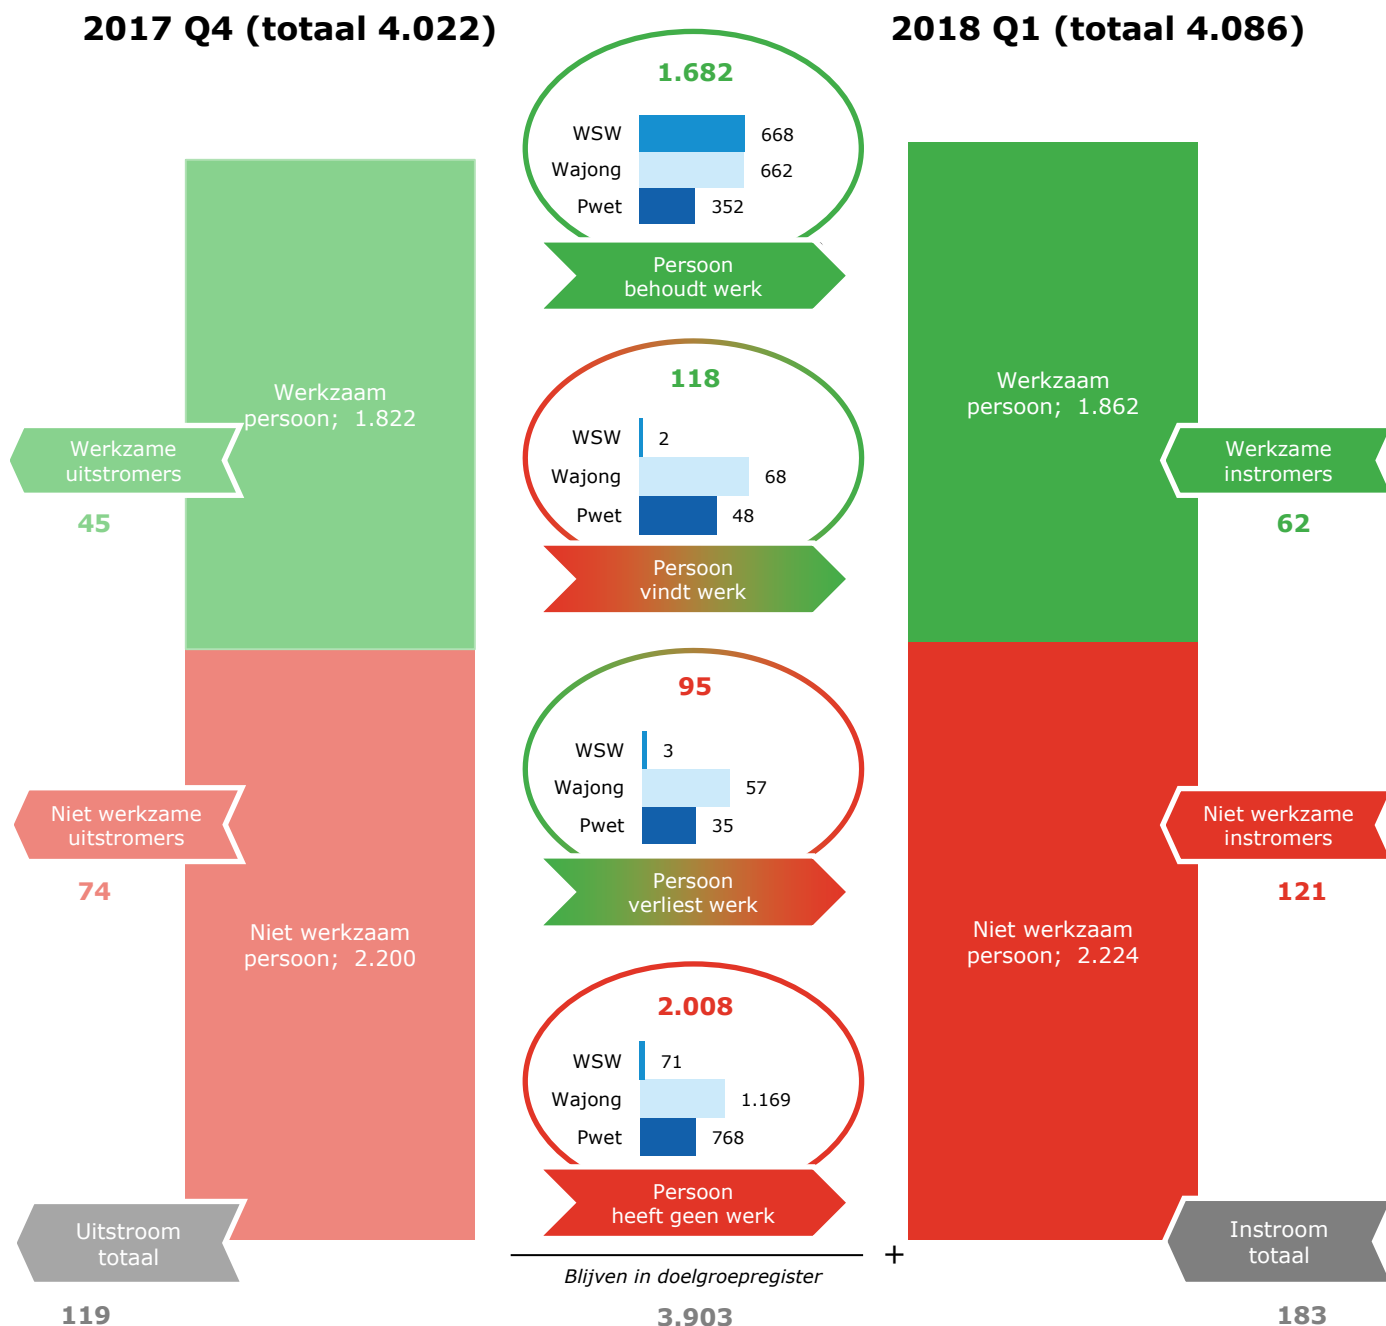 2017 Q4 (totaal 4.022)
2018 Q1 (totaal 4.086)
1.682
WSW 668
Wajong 662
Pwet 352
Persoon
behoudt werk
118
WSW 2
Wajong 68
Pwet 48
Persoon
vindt werk
95
WSW 3
Wajong 57
Pwet 35
Persoon
verliest werk
2.008
WSW 71
Wajong 1.169
Pwet 768
Persoon
heeft geen werk
Blijven in doelgroepregister
3.903
+
Werkzaam
persoon; 1.822
Werkzame
uitstromers
45
Niet werkzame
uitstromers
74
Niet werkzaam
persoon; 2.200
Uitstroom
totaal
119
Werkzaam
persoon; 1.862
Werkzame
instromers
62
Niet werkzame
instromers
121
Niet werkzaam
persoon; 2.224
Instroom
totaal
183